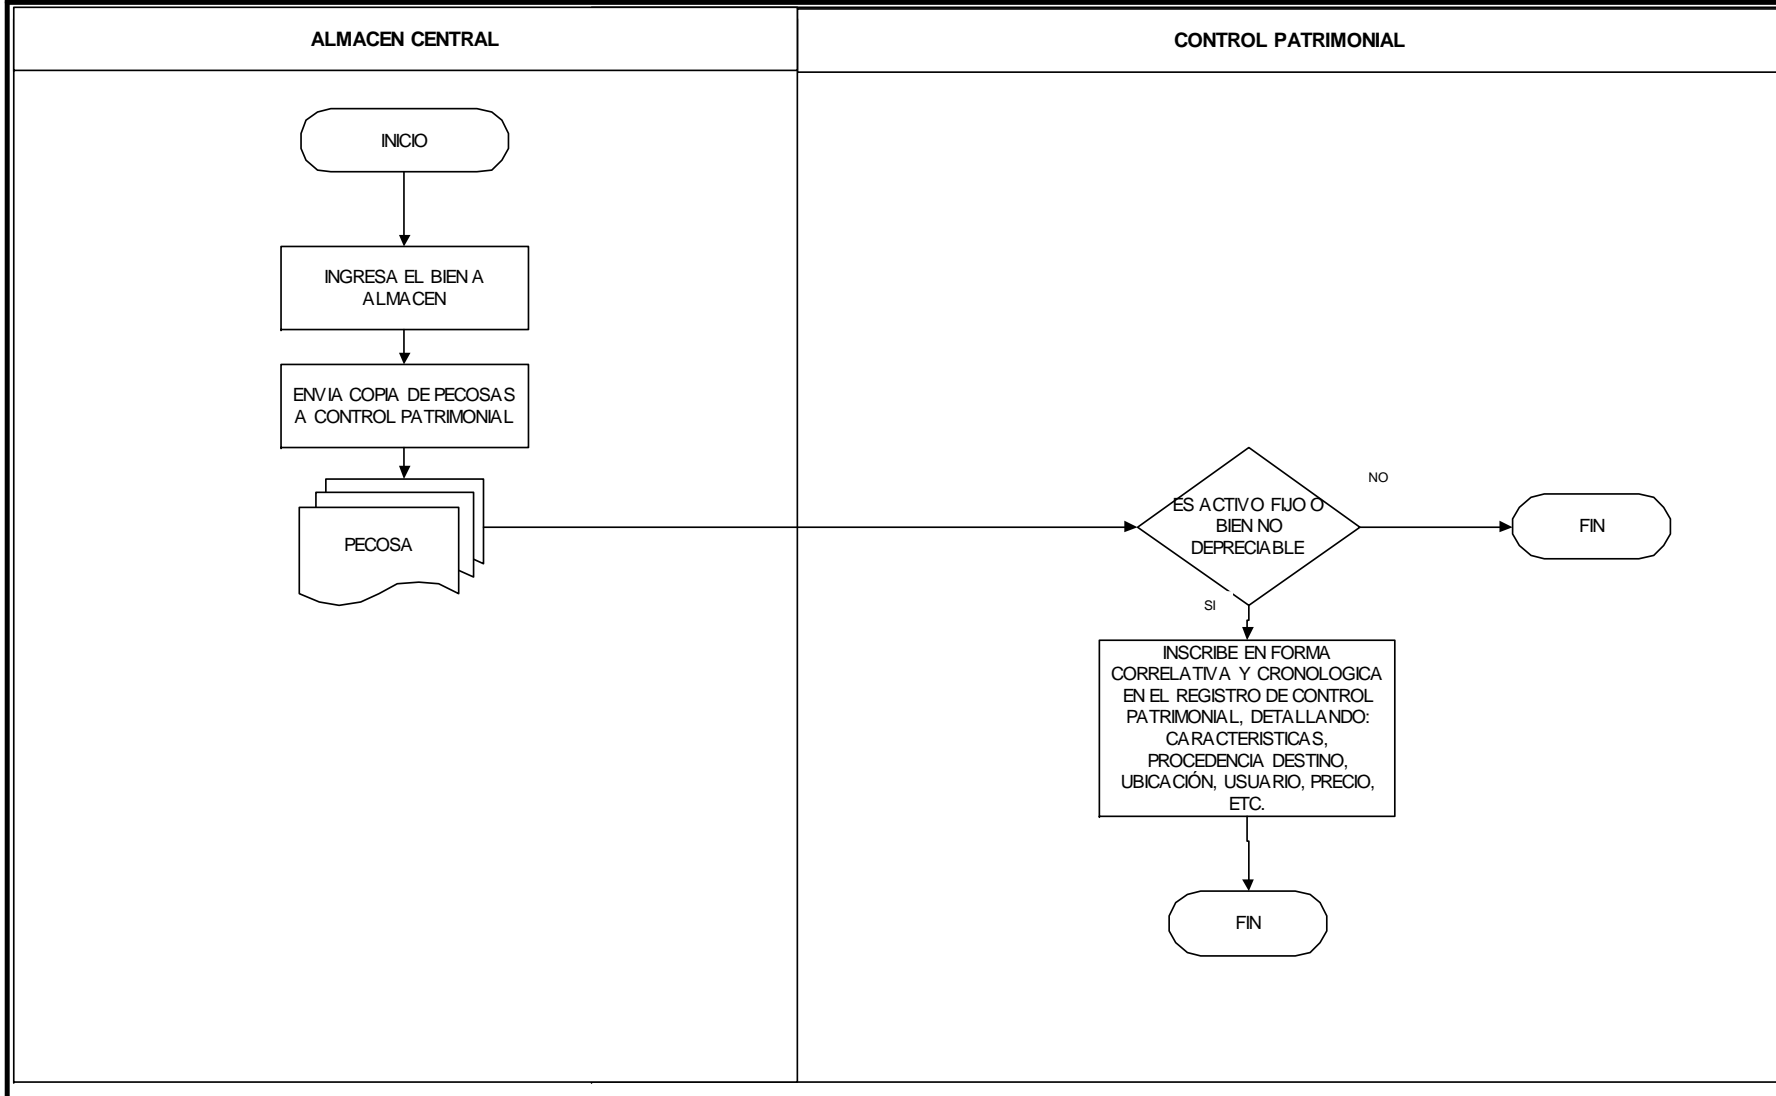 ALMACEN CENTRAL
CONTROL PATRIMONIAL
INICIO
INGRESA EL BIEN A
ALMACEN
ENVIA COPIA DE PECOSAS
A CONTROL PATRIMONIAL
PECOSA
ES ACTIVO FIJO O
BIEN NO
DEPRECIABLE
NO
FIN
SI
INSCRIBE EN FORMA
CORRELATIVA Y CRONOLOGICA
EN EL REGISTRO DE CONTROL
PATRIMONIAL, DETALLANDO:
CARACTERISTICAS,
PROCEDENCIA DESTINO,
UBICACIÓN, USUARIO, PRECIO,
ETC.
FIN